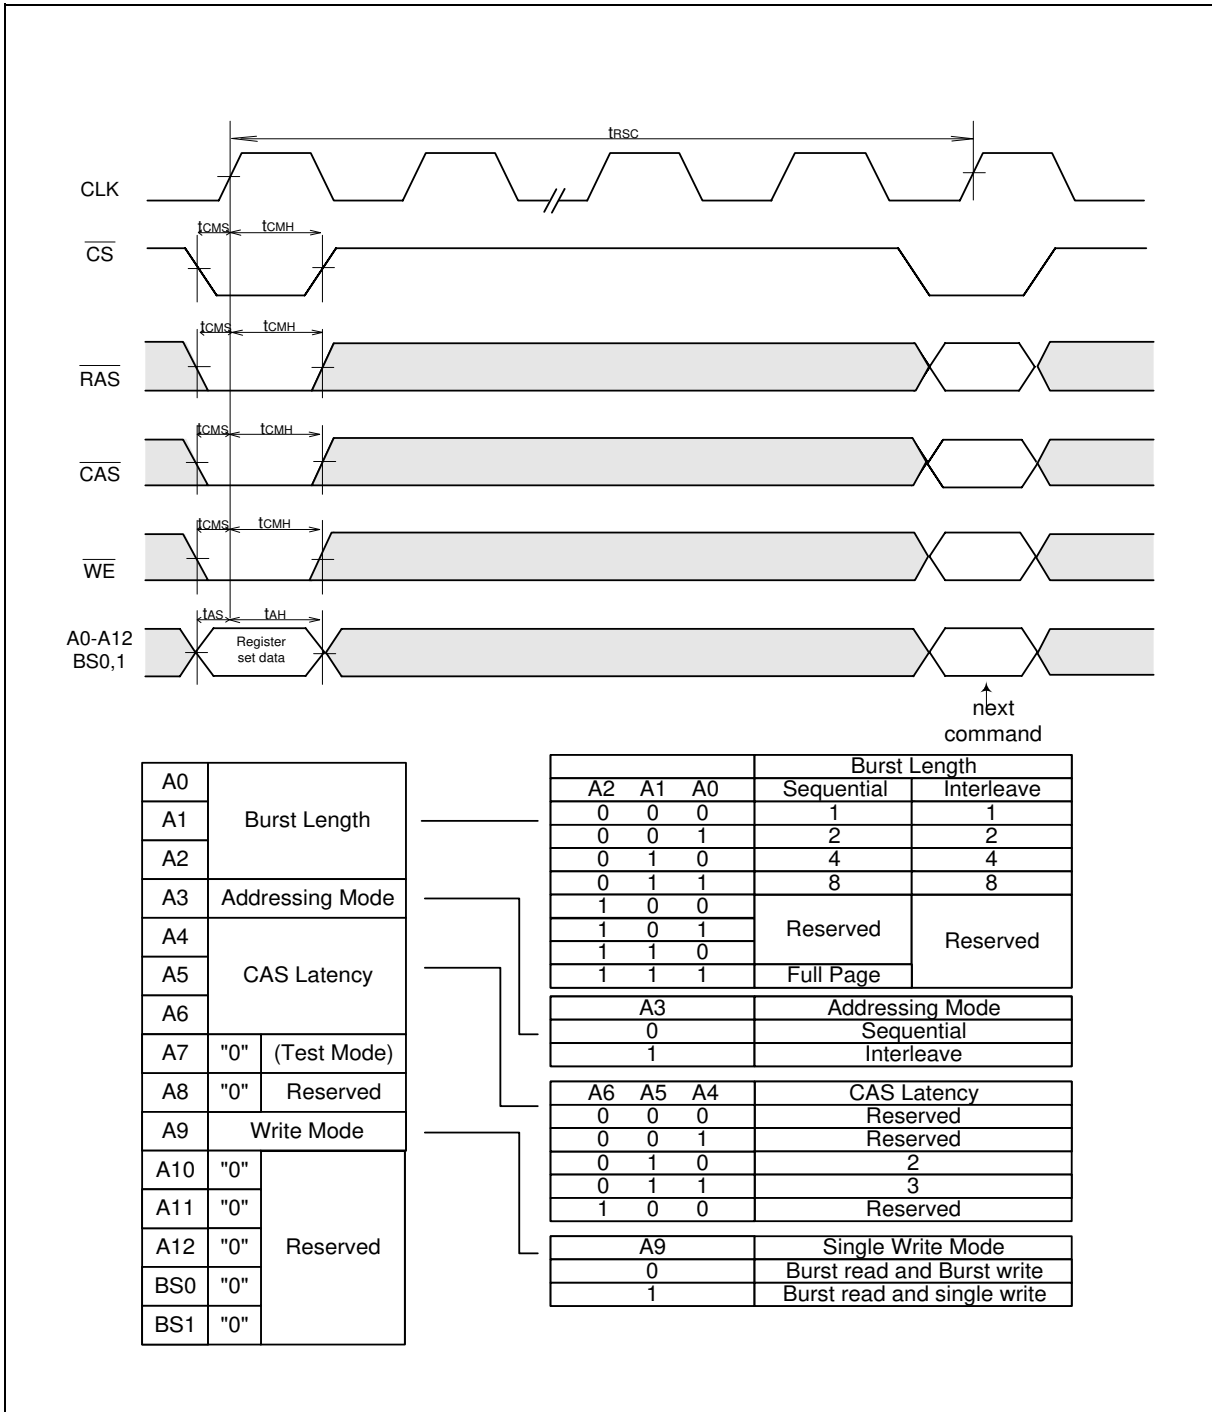 tRSC
CLK
tCMS tCMH
CS
tCMS tCMH
RAS
tCMS tCMH
CAS
tCMS tCMH
WE
tAS tAH
A0-A12
BS0,1
Register
set data
next
command
A0
A1 Burst Length
A2
A3 Addressing Mode
A4
A5 CAS Latency
A6
A7 "0" (Test Mode)
A8 "0" Reserved
A9 Write Mode
A10 "0"
A11 "0"
A12 "0" Reserved
BS0 "0"
BS1 "0"
Burst Length
A2 A1 A0 Sequential Interleave
0 0 0 1 1
0 0 1 2 2
0 1 0 4 4
0 1 1 8 8
1 0 0
1 0 1 Reserved Reserved
1 1 0
1 1 1 Full Page
A3 Addressing Mode
0 Sequential
1 Interleave
A6 A5 A4 CAS Latency
0 0 0 Reserved
0 0 1 Reserved
0 1 0 2
0 1 1 3
1 0 0 Reserved
A9 Single Write Mode
0 Burst read and Burst write
1 Burst read and single write